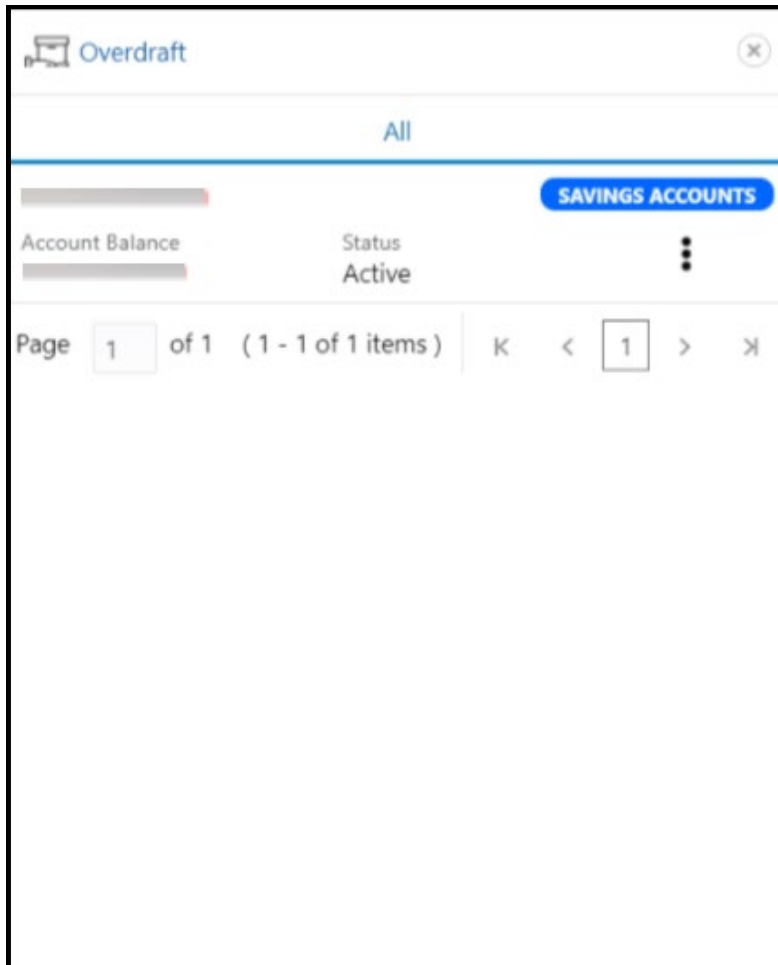 Overdraft
All
SAVINGS ACCOUNTS
Account Balance Status
Active
Page 1 of 1 ( 1 - 1 of 1 items ) 1